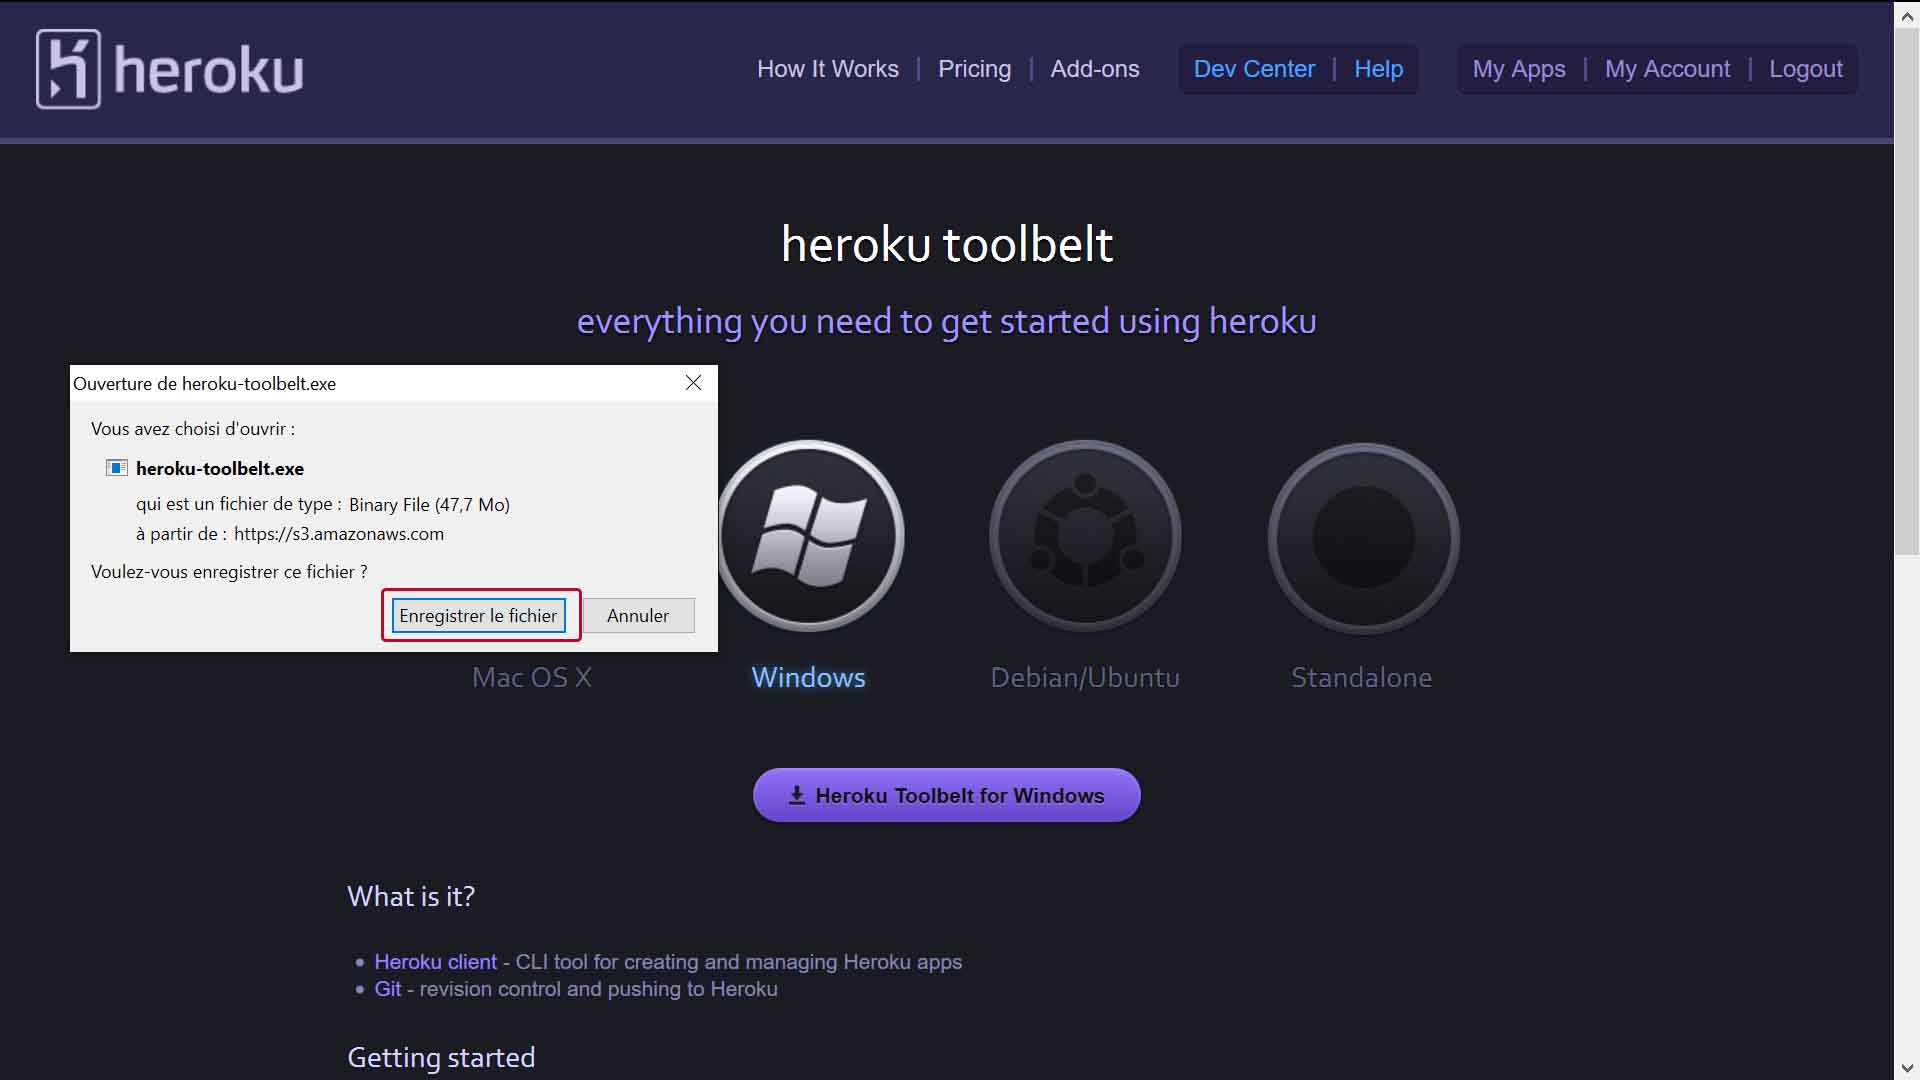 heroku
How It Works | Pricing | Add-ons
Dev Center | Help
My Apps | My Account | Logout
heroku toolbelt
everything you need to get started using heroku
Ouverture de heroku-toolbelt.exe
Vous avez choisi d'ouvrir :
heroku-toolbelt.exe
qui est un fichier de type : Binary File (47,7 Mo)
à partir de : https://s3.amazonaws.com
Voulez-vous enregistrer ce fichier ?
Enregistrer le fichier
Annuler
Mac OS X
Windows
Debian/Ubuntu
Standalone
Heroku Toolbelt for Windows
What is it?
• Heroku client - CLI tool for creating and managing Heroku apps
• Git - revision control and pushing to Heroku
Getting started